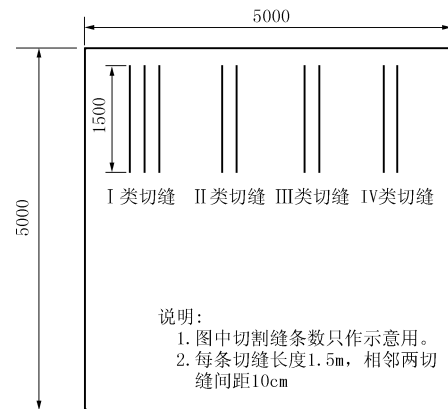 5000
1500
5000
I 类切缝 II类切缝 III类切缝 IV类切缝
说明:
1. 图中切割缝条数只作示意用。
2. 每条切缝长度1.5m, 相邻两切
缝间距10cm